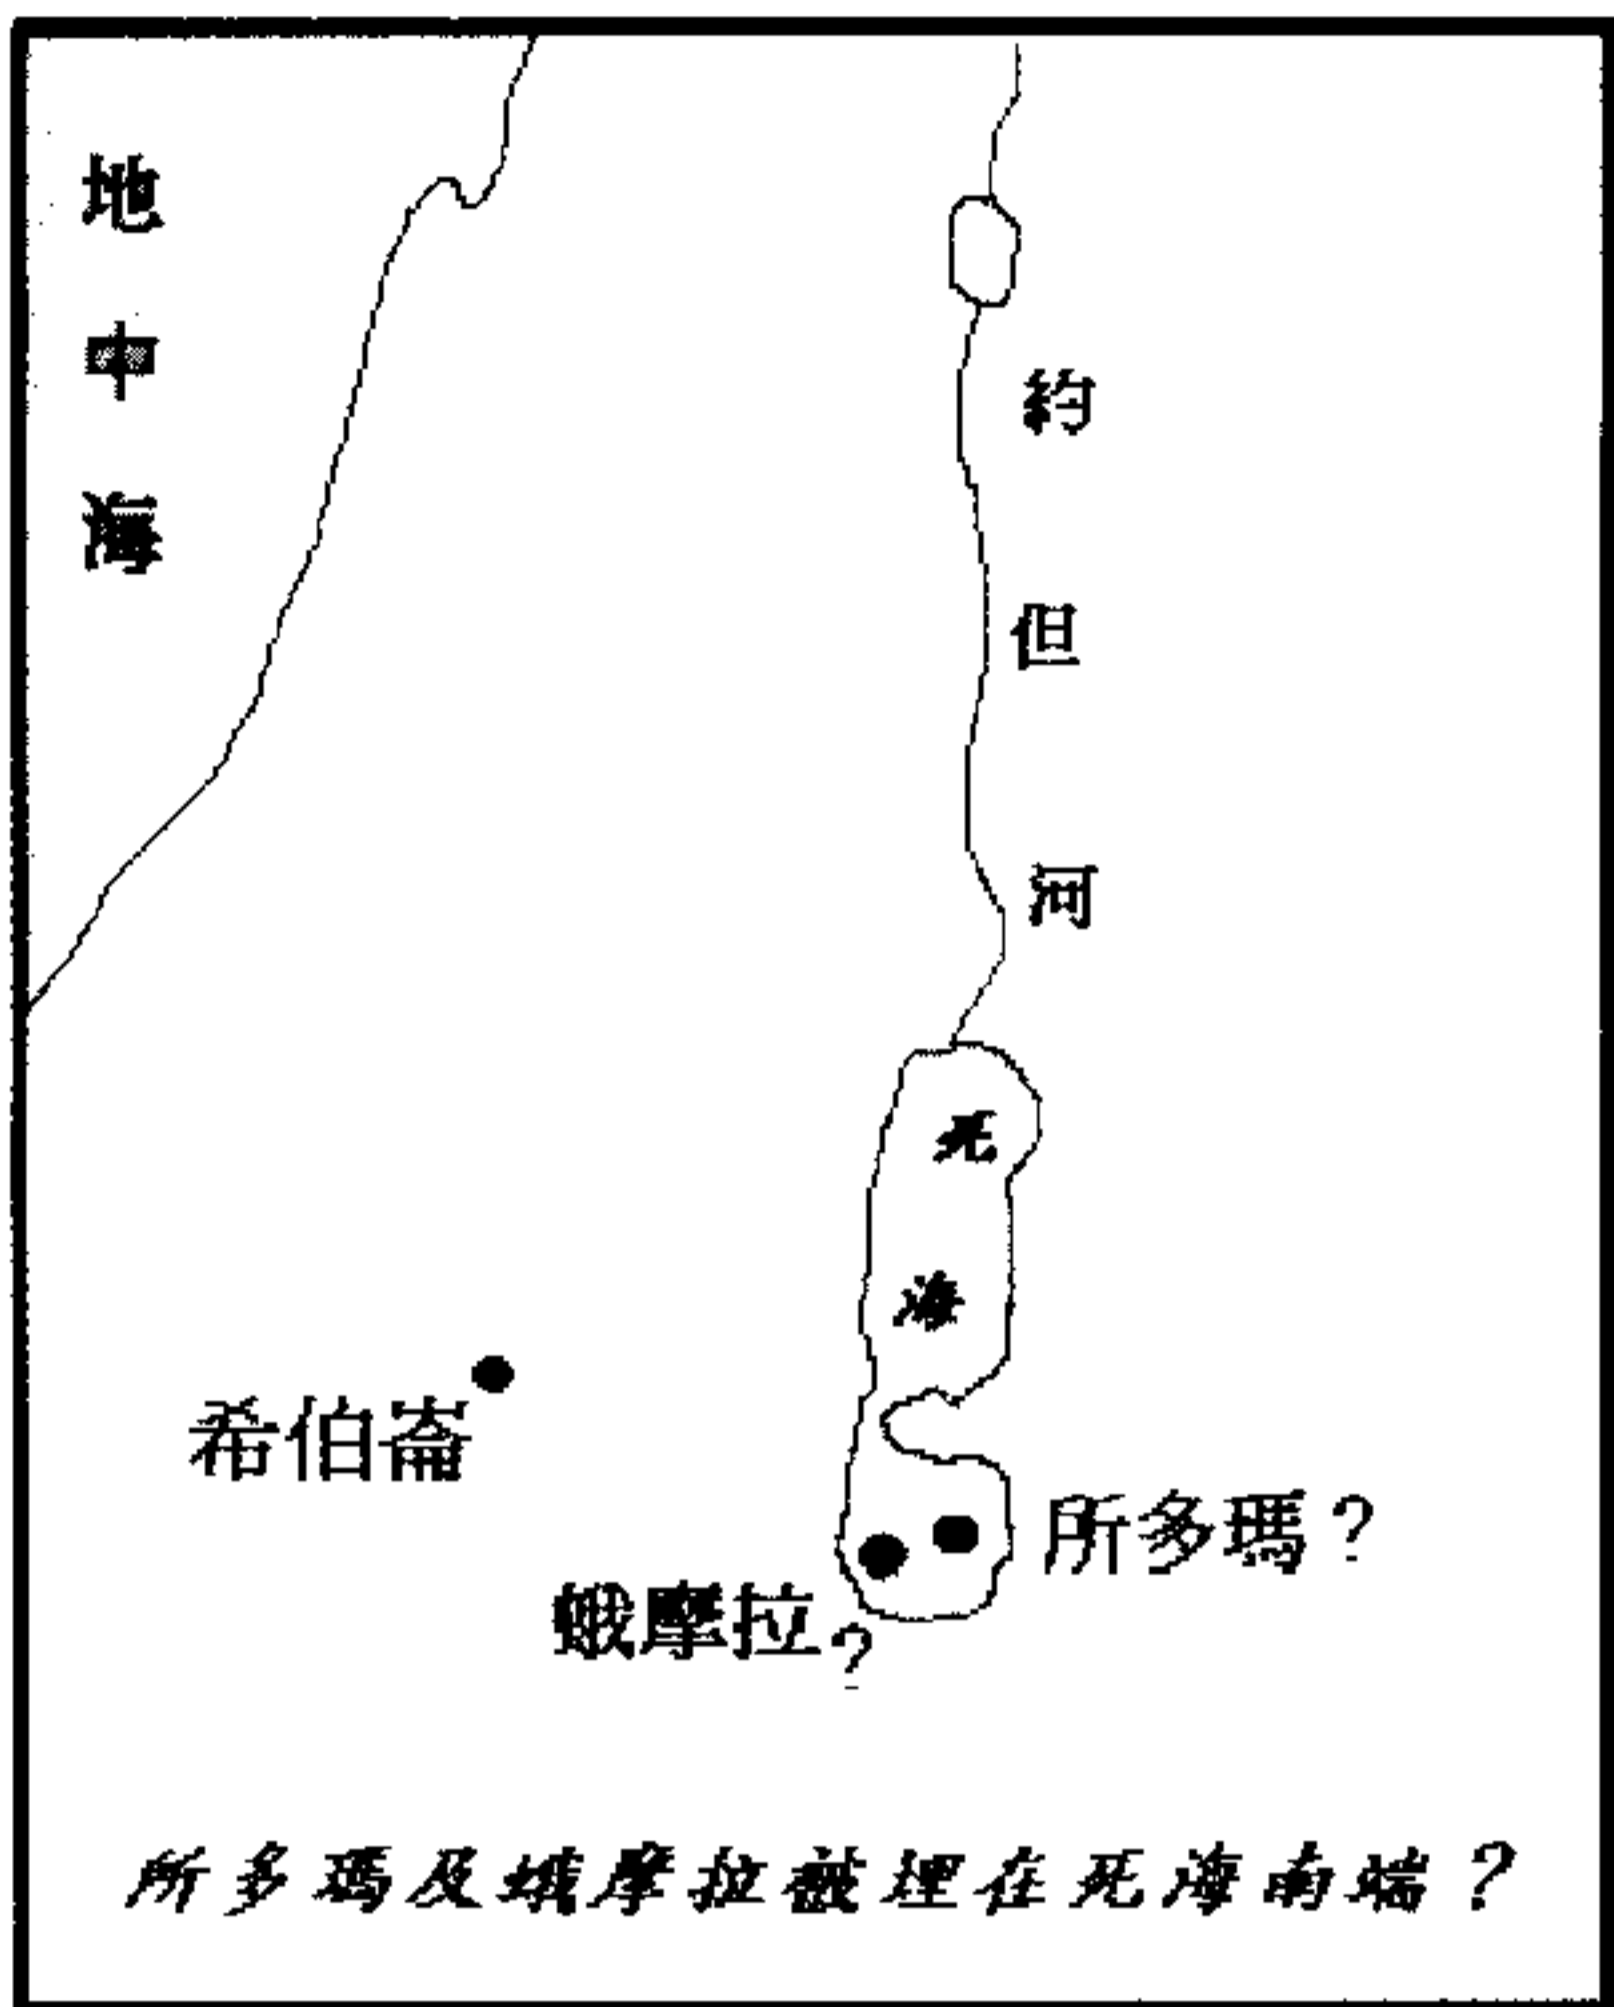 地中海
約但河
死海
希伯崙
所多瑪？
蛾摩拉？
所多瑪及蛾摩拉被埋在死海南端？